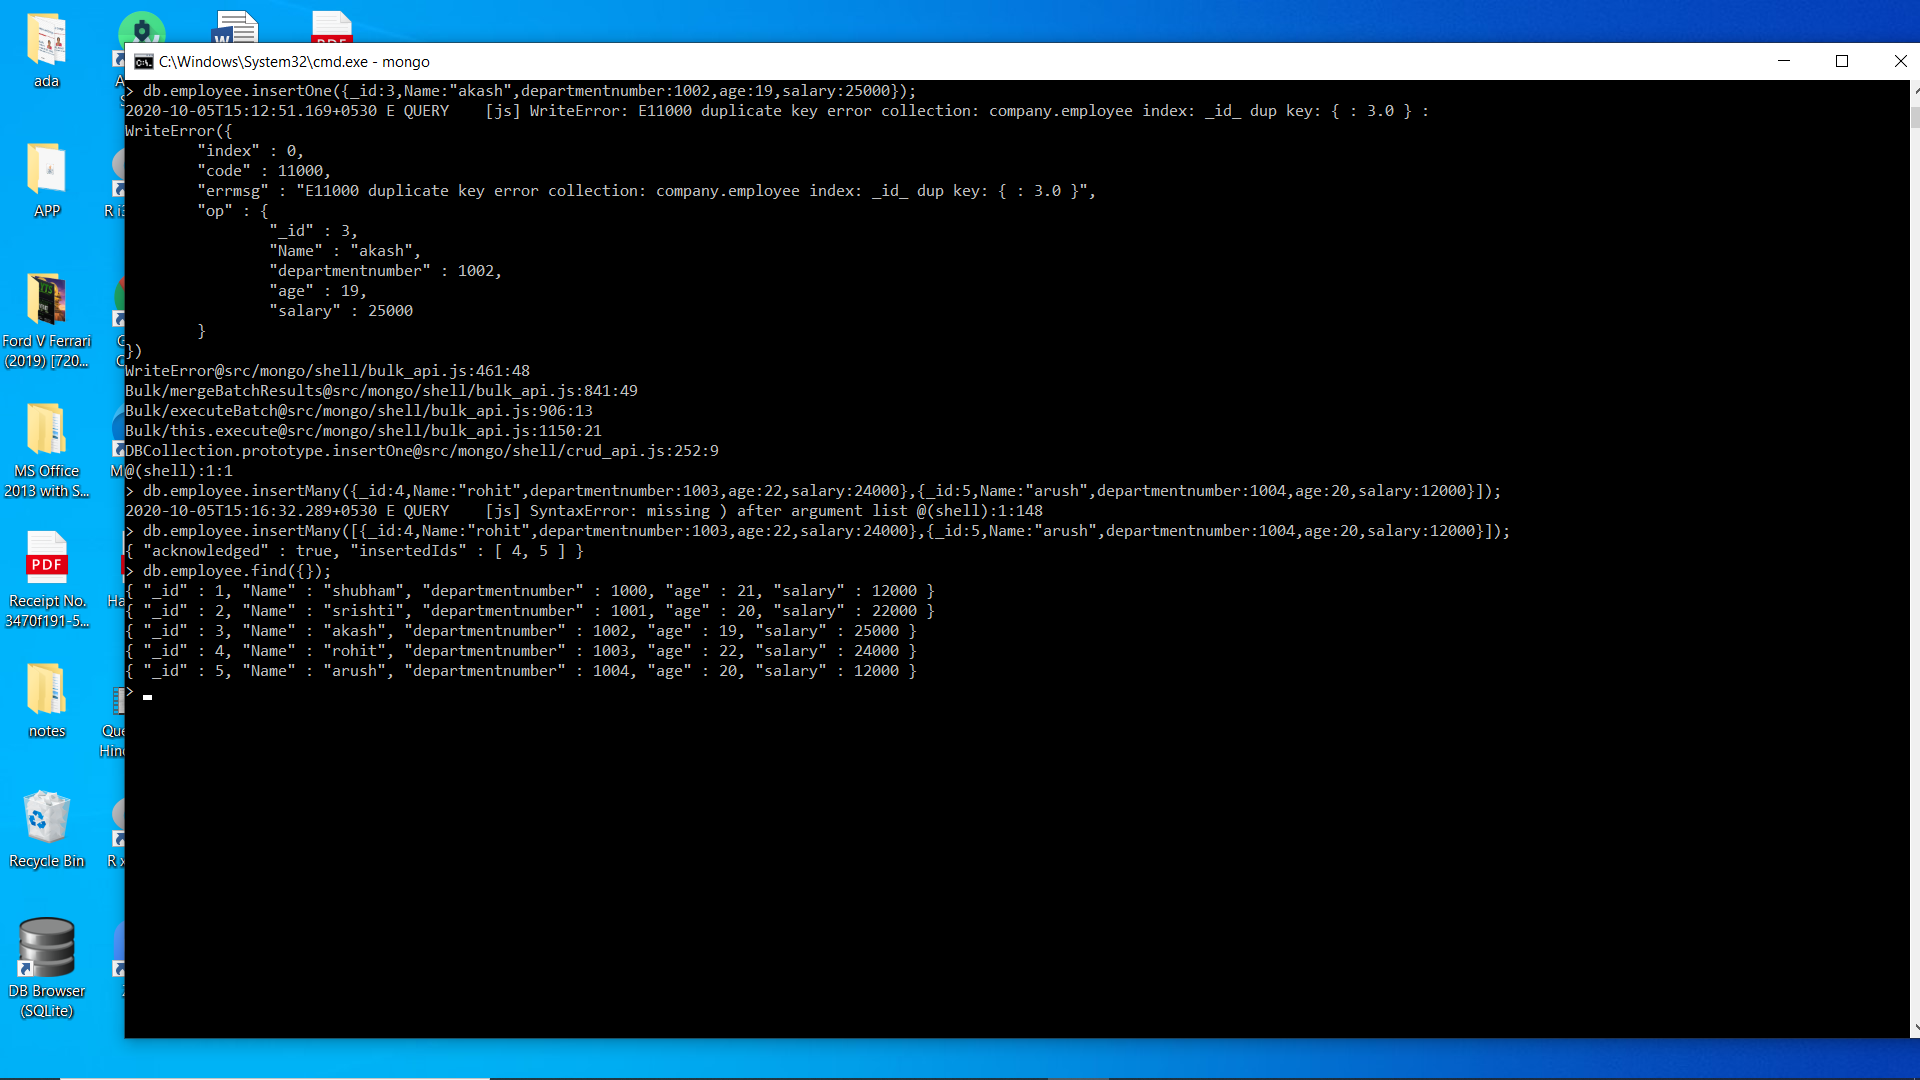 C:\Windows\System32\cmd.exe - mongo
> db.employee.insertOne({_id:3,Name:"akash",departmentnumber:1002,age:19,salary:25000});
2020-10-05T15:12:51.169+0530 E QUERY    [js] WriteError: E11000 duplicate key error collection: company.employee index: _id_ dup key: { : 3.0 } :
WriteError({
        "index" : 0,
        "code" : 11000,
        "errmsg" : "E11000 duplicate key error collection: company.employee index: _id_ dup key: { : 3.0 }",
        "op" : {
                "_id" : 3,
                "Name" : "akash",
                "departmentnumber" : 1002,
                "age" : 19,
                "salary" : 25000
        }
})
WriteError@src/mongo/shell/bulk_api.js:461:48
Bulk/mergeBatchResults@src/mongo/shell/bulk_api.js:841:49
Bulk/executeBatch@src/mongo/shell/bulk_api.js:906:13
Bulk/this.execute@src/mongo/shell/bulk_api.js:1150:21
DBCollection.prototype.insertOne@src/mongo/shell/crud_api.js:252:9
@(shell):1:1
> db.employee.insertMany({_id:4,Name:"rohit",departmentnumber:1003,age:22,salary:24000},{_id:5,Name:"arush",departmentnumber:1004,age:20,salary:12000}]);
2020-10-05T15:16:32.289+0530 E QUERY    [js] SyntaxError: missing ) after argument list @(shell):1:148
> db.employee.insertMany([{_id:4,Name:"rohit",departmentnumber:1003,age:22,salary:24000},{_id:5,Name:"arush",departmentnumber:1004,age:20,salary:12000}]);
{ "acknowledged" : true, "insertedIds" : [ 4, 5 ] }
> db.employee.find({});
{ "_id" : 1, "Name" : "shubham", "departmentnumber" : 1000, "age" : 21, "salary" : 12000 }
{ "_id" : 2, "Name" : "srishti", "departmentnumber" : 1001, "age" : 20, "salary" : 22000 }
{ "_id" : 3, "Name" : "akash", "departmentnumber" : 1002, "age" : 19, "salary" : 25000 }
{ "_id" : 4, "Name" : "rohit", "departmentnumber" : 1003, "age" : 22, "salary" : 24000 }
{ "_id" : 5, "Name" : "arush", "departmentnumber" : 1004, "age" : 20, "salary" : 12000 }
>
ada
APP
Ford V Ferrari
(2019) [720...
MS Office
2013 with S...
PDF
Receipt No.
3470f191-5...
notes
Recycle Bin
DB Browser
(SQLite)
W
PDF